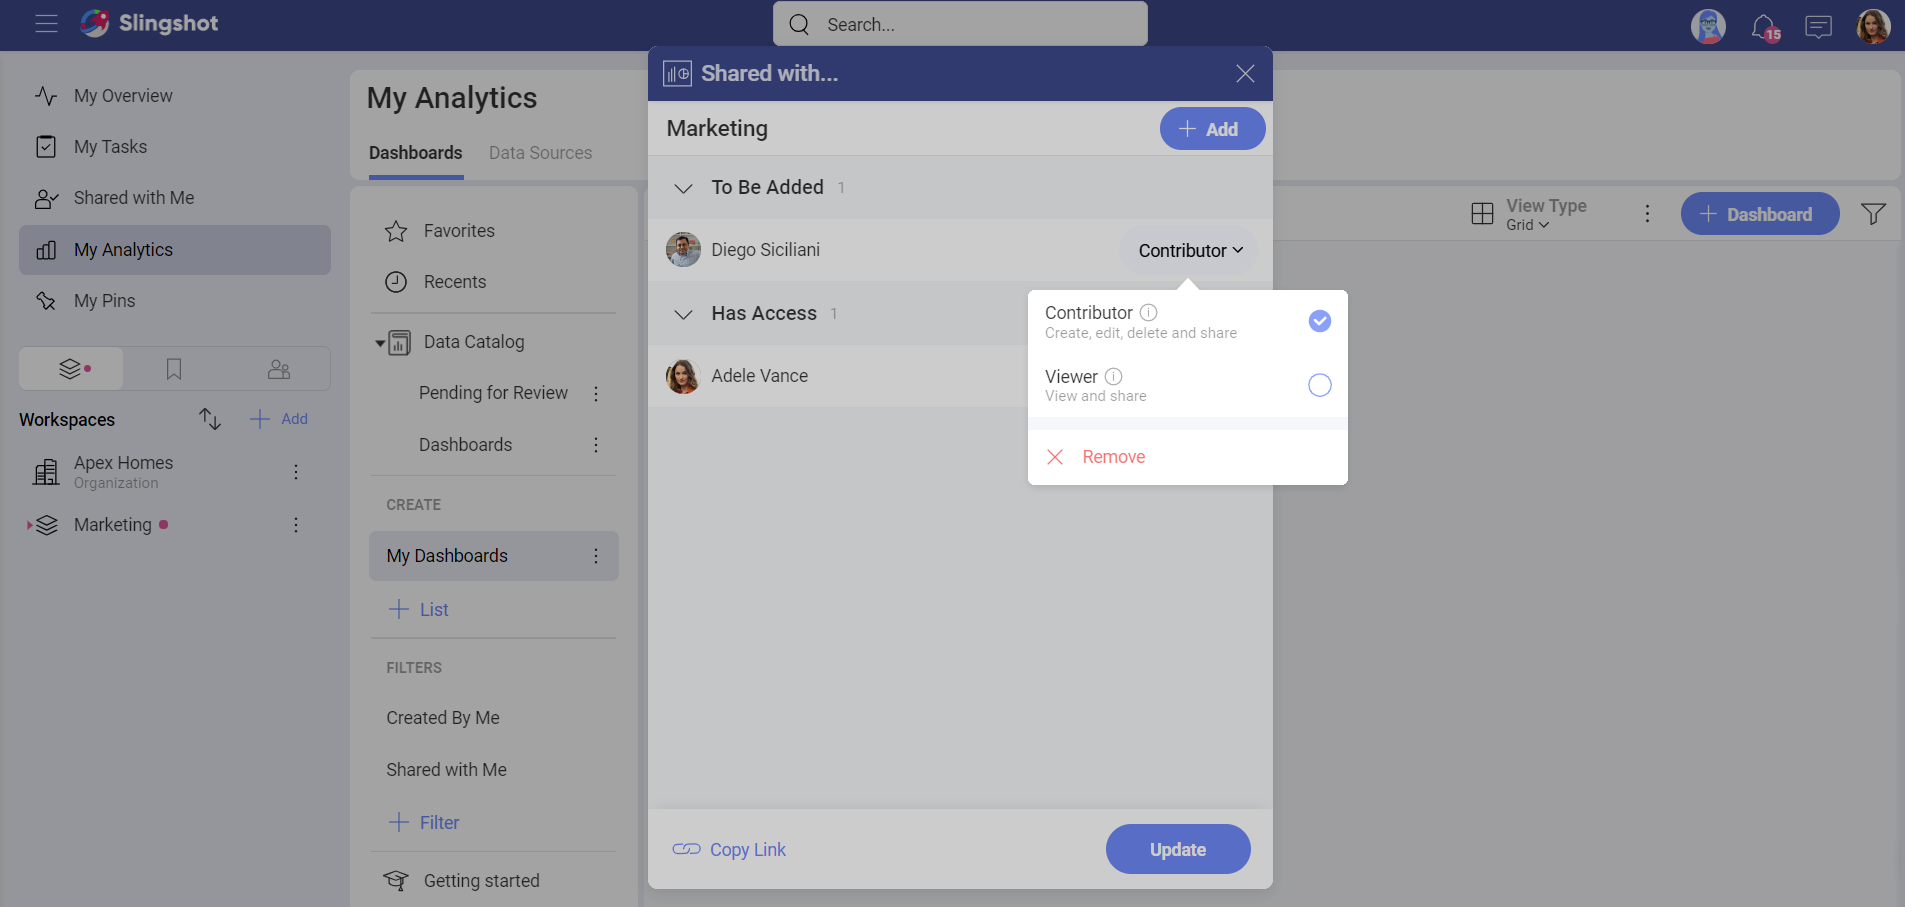 Slingshot
Search...
15
My Overview
My Tasks
Shared with Me
My Analytics
My Pins
Workspaces
Add
Apex Homes
Organization
Marketing
My Analytics
Dashboards
Data Sources
Favorites
Recents
Data Catalog
Pending for Review
Dashboards
CREATE
My Dashboards
List
FILTERS
Created By Me
Shared with Me
Filter
Getting started
Shared with...
Marketing
Add
To Be Added 1
Diego Siciliani
Contributor
Has Access 1
Adele Vance
Contributor
Create, edit, delete and share
Viewer
View and share
Remove
Copy Link
Update
View Type
Grid
Dashboard